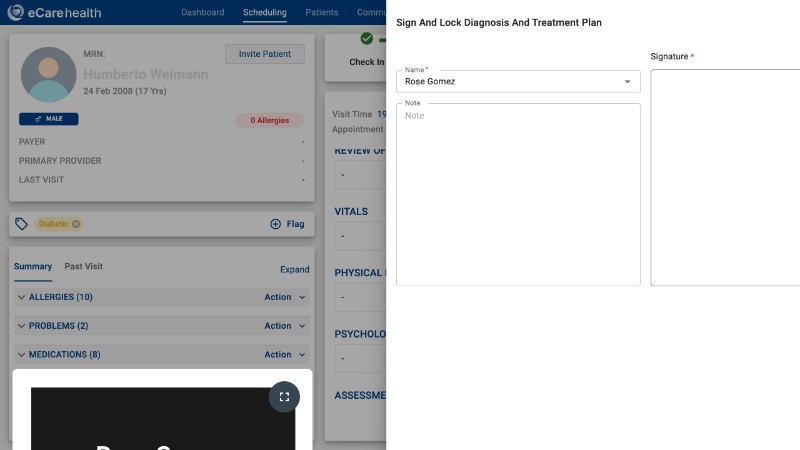 eCarehealth
Dashboard
Scheduling
Patients
MRN:
Invite Patient
Humberto Weimann
24 Feb 2008 (17 Yrs)
MALE
0 Allergies
PAYER -
PRIMARY PROVIDER -
LAST VISIT -
Diabetic
Flag
Summary
Past Visit
Expand
ALLERGIES (10) Action
PROBLEMS (2) Action
MEDICATIONS (8) Action
Check In
Visit Time 19
Appointment
REVIEW OF
-
VITALS
-
PHYSICAL
-
PSYCHOLO
-
ASSESSME
Sign And Lock Diagnosis And Treatment Plan
Name *
Rose Gomez
Note
Note
Signature *